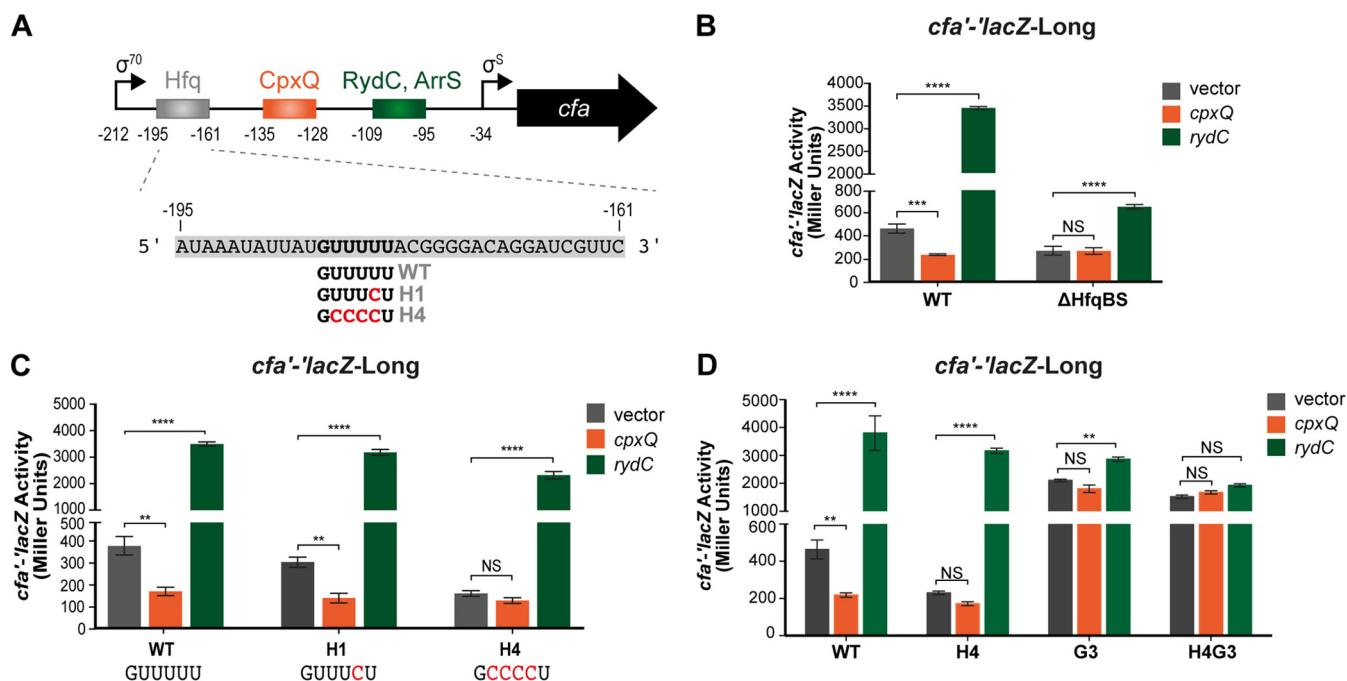 A
σ70
Hfq
CpxQ
RydC, ArrS
σS
cfa
-212
-195
-161
-135
-128
-109
-95
-34
-195
-161
5 '
AUAAAUAUUAUGUUUUUUACGGGGACAGGAUCGUUC
3 '
GUUUUU WT
GUUUCU H1
GCCCCU H4
B
cfa'-'lacZ-Long
cfa'-'lacZ Activity
(Miller Units)
4000
3500
3000
2500
2000
1500
1000
800
600
400
200
0
****
***
****
NS
WT
ΔHfqBS
vector
cpxQ
rydC
C
cfa'-'lacZ-Long
cfa'-'lacZ Activity
(Miller Units)
5000
4000
3000
2000
1000
500
400
300
200
100
0
****
**
****
**
****
NS
WT
H1
H4
GUUUUU
GUUUCU
GCCCCU
vector
cpxQ
rydC
D
cfa'-'lacZ-Long
cfa'-'lacZ Activity
(Miller Units)
5000
4000
3000
2000
1000
600
400
200
0
****
**
****
NS
**
NS
NS
NS
WT
H4
G3
H4G3
vector
cpxQ
rydC